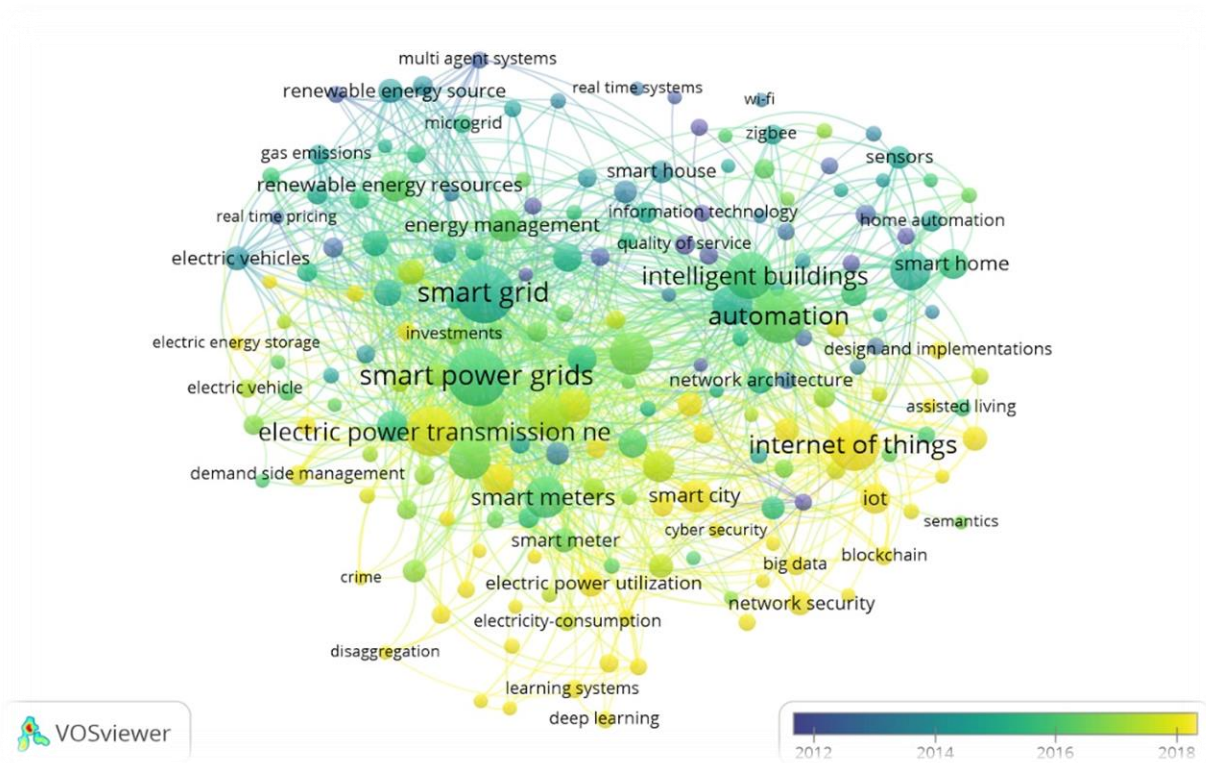 multi agent systems
renewable energy source
real time systems
wi-fi
microgrid
zigbee
gas emissions
sensors
smart house
renewable energy resources
real time pricing
information technology
home automation
energy management
quality of service
electric vehicles
smart home
intelligent buildings
smart grid
automation
investments
electric energy storage
design and implementations
smart power grids
network architecture
electric vehicle
assisted living
electric power transmission ne
internet of things
demand side management
smart meters
smart city
iot
semantics
cyber security
smart meter
blockchain
big data
crime
electric power utilization
network security
electricity-consumption
disaggregation
learning systems
deep learning
VOSviewer
2012 2014 2016 2018